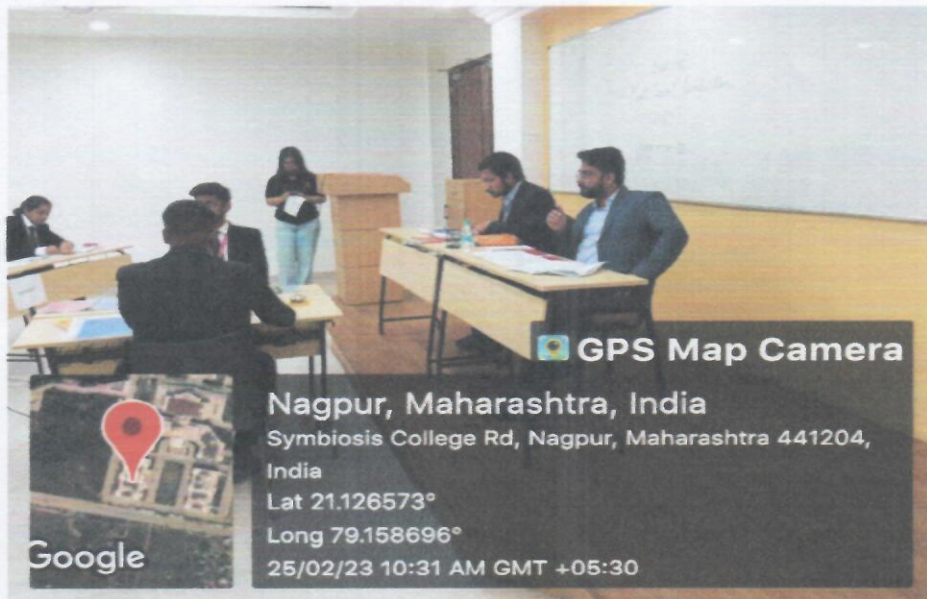 GPS Map Camera
Nagpur, Maharashtra, India
Symbiosis College Rd, Nagpur, Maharashtra 441204,
India
Lat 21.126573°
Long 79.158696°
25/02/23 10:31 AM GMT +05:30
Google